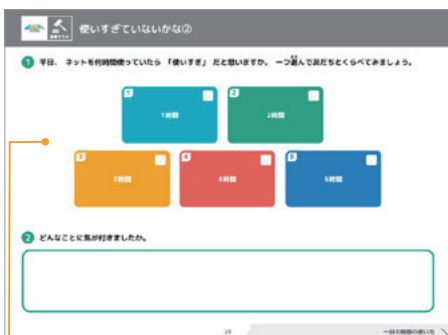 使いすぎていないかな②
1 平日、ネットを何時間使っていたら「使いすぎ」だと思いますか。一つ選んで友だちとくらべてみましょう。
1
1時間
2
2時間
3
3時間
4
4時間
5
5時間
2 どんなことに気が付きましたか。